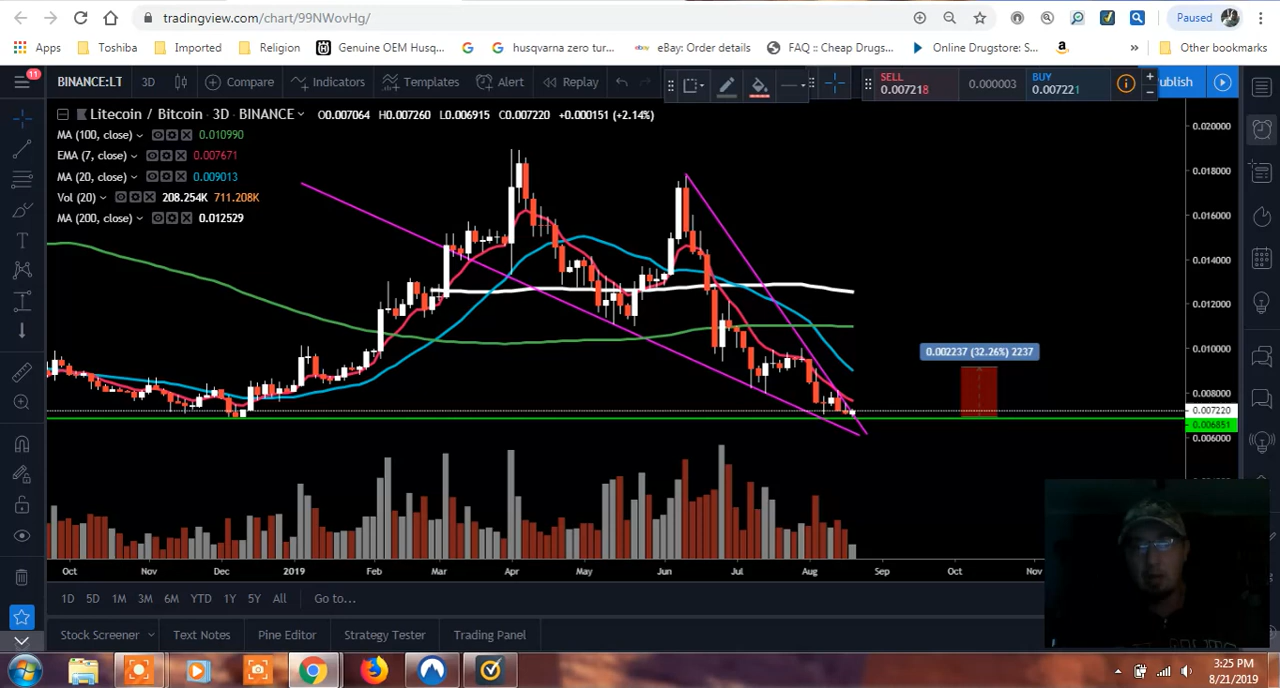 tradingview.com/chart/99NWovHg/
Paused
Apps Toshiba Imported Religion Genuine OEM Husq... husqvarna zero tur... eBay: Order details FAQ :: Cheap Drugs... Online Drugstore: S... » Other bookmarks
11 BINANCE:LT 3D Compare Indicators Templates Alert Replay SELL 0.007218 0.000003 BUY 0.007221 ublish
Litecoin / Bitcoin · 3D · BINANCE O0.007064 H0.007260 L0.006915 C0.007220 +0.000151 (+2.14%)
MA (100, close) 0.010990
EMA (7, close) 0.007671
MA (20, close) 0.009013
Vol (20) 208.254K 711.208K
MA (200, close) 0.012529
0.020000
0.018000
0.016000
0.014000
0.012000
0.010000
0.008000
0.007220
0.006851
0.006000
0.002237 (32.26%) 2237
Oct Nov Dec 2019 Feb Mar Apr May Jun Jul Aug Sep Oct Nov
1D 5D 1M 3M 6M YTD 1Y 5Y All Go to...
Stock Screener Text Notes Pine Editor Strategy Tester Trading Panel
3:25 PM
8/21/2019